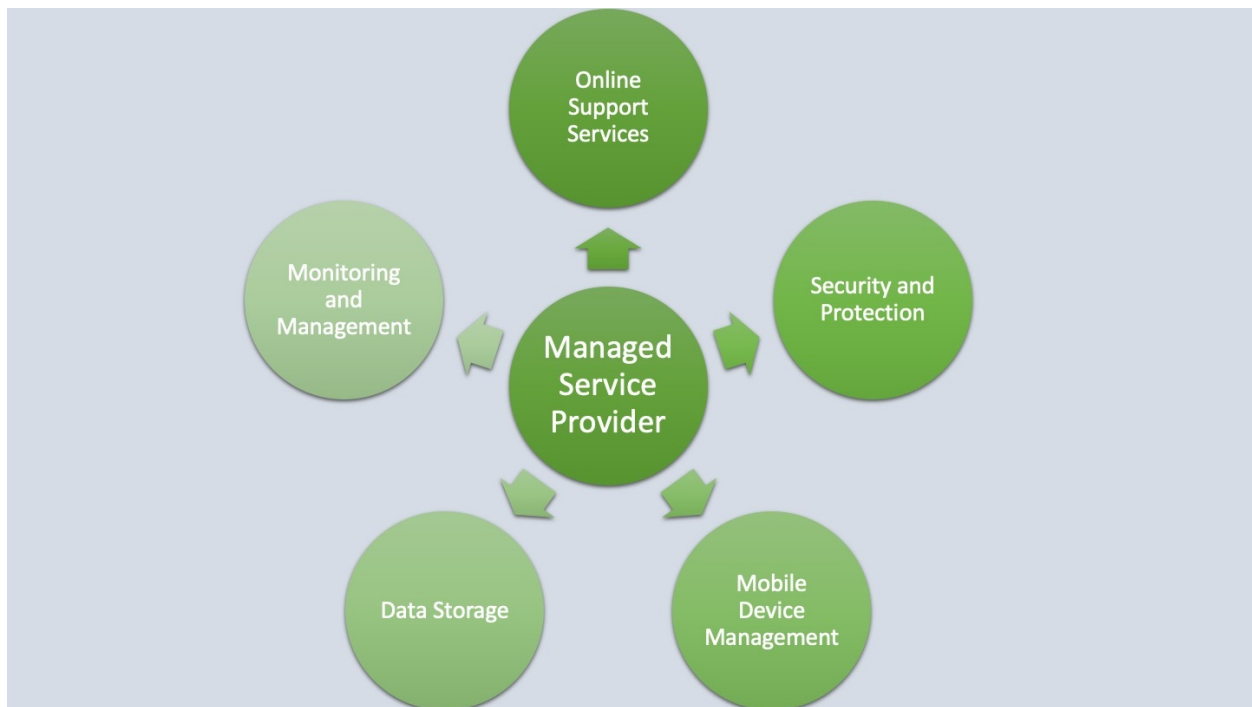 Online
Support
Services
Monitoring
and
Management
Security and
Protection
Managed
Service
Provider
Data Storage
Mobile
Device
Management